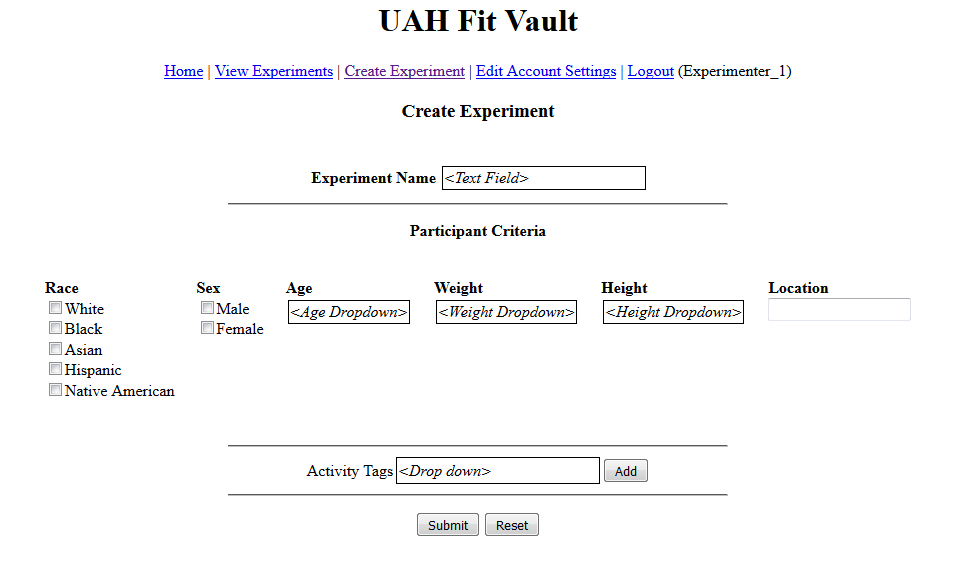 UAH Fit Vault
Home | View Experiments | Create Experiment | Edit Account Settings | Logout (Experimenter_1)
Create Experiment
Experiment Name <Text Field>
Participant Criteria
Race Sex Age Weight Height Location
White Male <Age Dropdown> <Weight Dropdown> <Height Dropdown>
Black Female
Asian
Hispanic
Native American
Activity Tags <Drop down> Add
Submit Reset